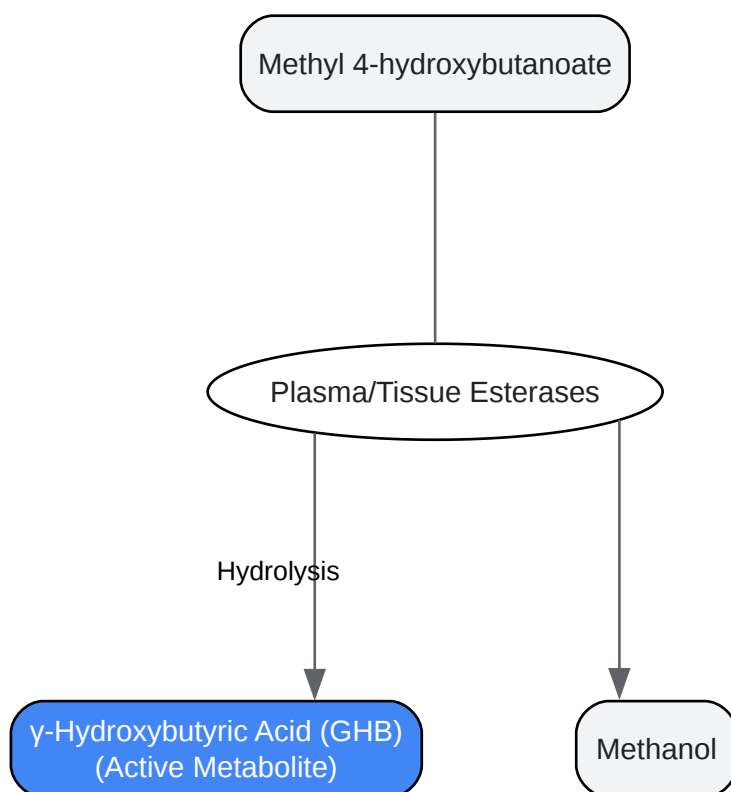 Methyl 4-hydroxybutanoate
Plasma/Tissue Esterases
Hydrolysis
γ-Hydroxybutyric Acid (GHB)
(Active Metabolite)
Methanol